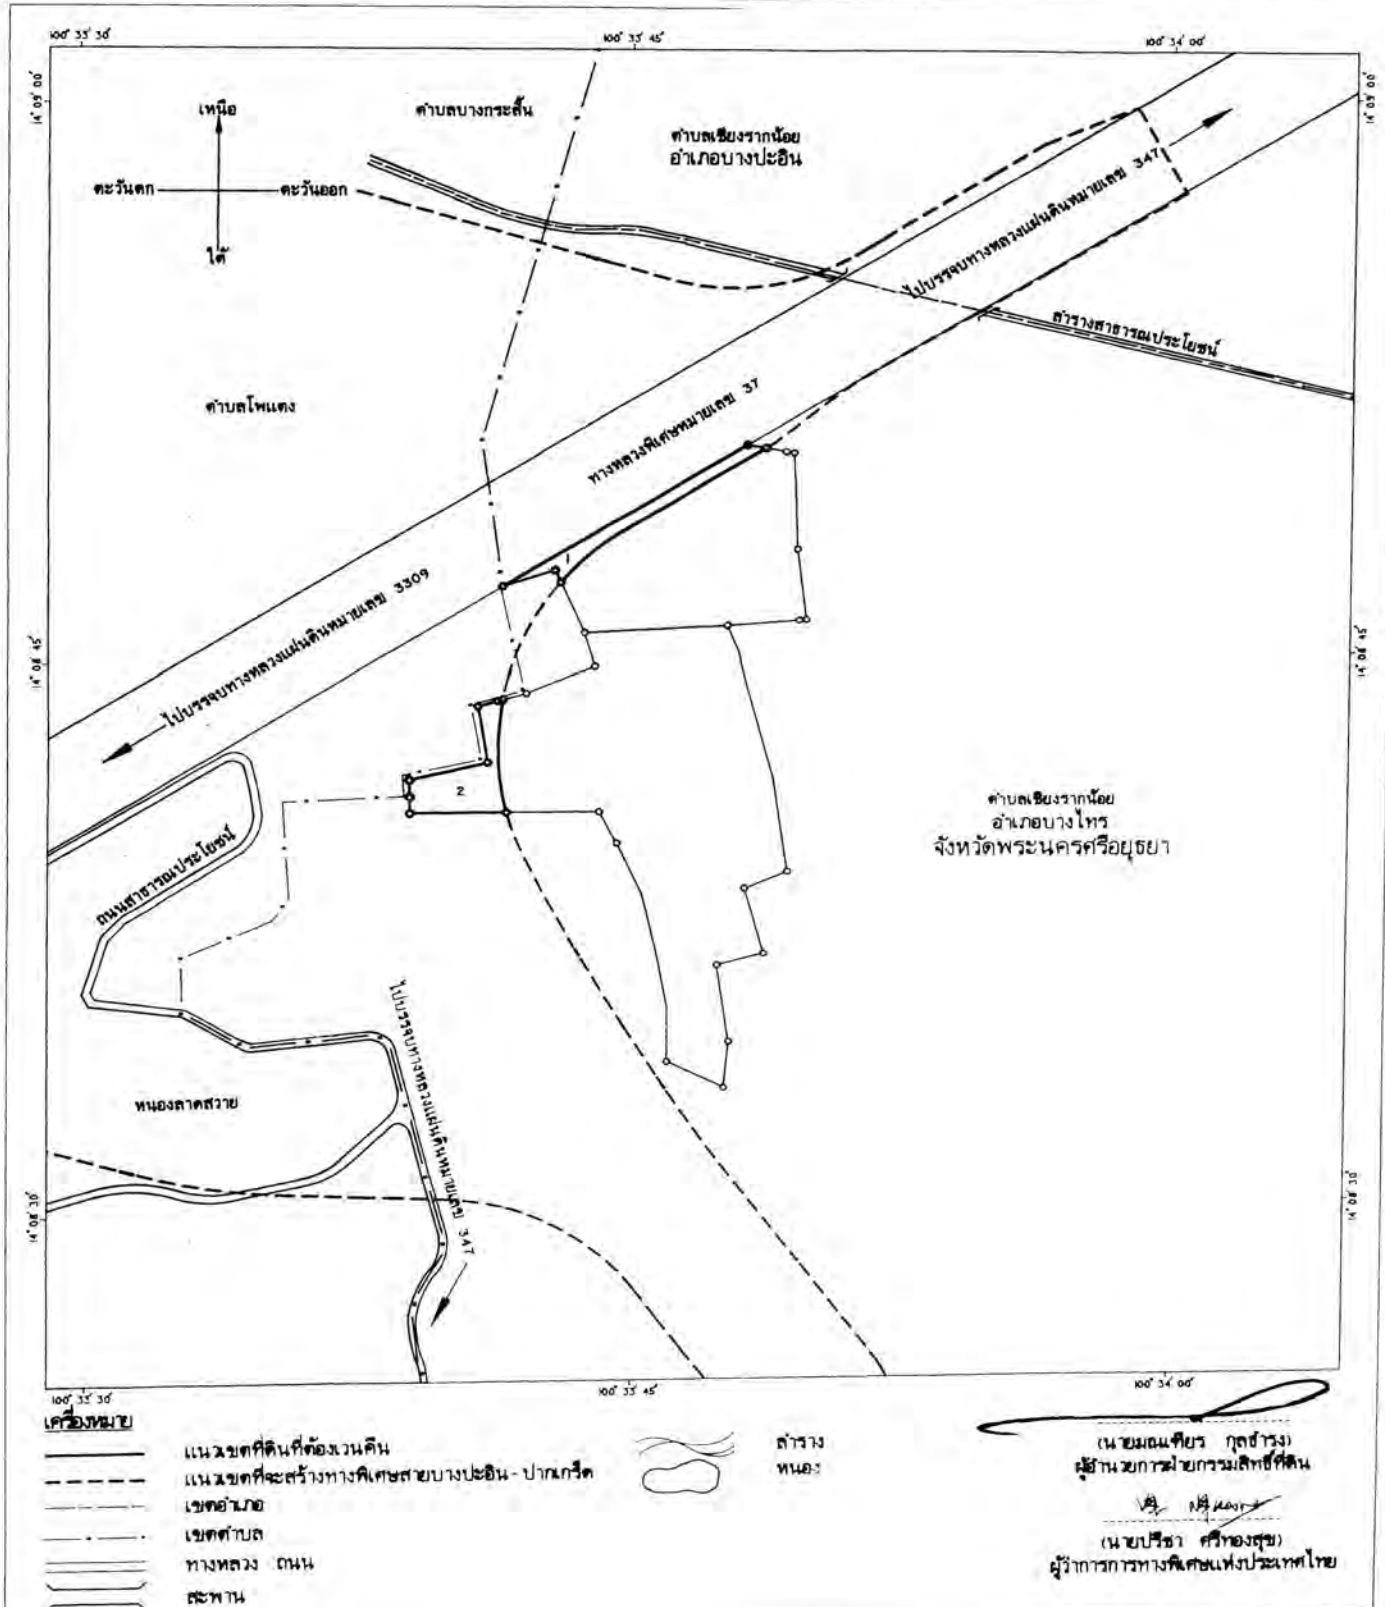 100° 33' 30"
100° 33' 45"
100° 34' 00"
14° 09' 00"
14° 09' 00"
เหนือ
ตะวันตก
ตะวันออก
ใต้
ตำบลบางกระสั้น
ตำบลเชียงรากน้อย
อำเภอบางปะอิน
ไปบรรจบทางหลวงแผ่นดินหมายเลข 347
ลำรางสาธารณประโยชน์
ตำบลโพแตง
ทางหลวงพิเศษหมายเลข 37
1
ไปบรรจบทางหลวงแผ่นดินหมายเลข 3309
14° 08' 45"
14° 08' 45"
2
ตำบลเชียงรากน้อย
อำเภอบางไทร
จังหวัดพระนครศรีอยุธยา
ถนนสาธารณประโยชน์
ไปบรรจบทางหลวงแผ่นดินหมายเลข 347
หนองลาดสวาย
14° 08' 30"
14° 08' 30"
100° 33' 30"
100° 33' 45"
100° 34' 00"
เครื่องหมาย
แนวเขตที่ดินที่ต้องเวนคืน
แนวเขตที่จะสร้างทางพิเศษสายบางปะอิน - ปากเกร็ด
เขตอำเภอ
เขตตำบล
ทางหลวง ถนน
สะพาน
ลำราง
หนอง
(นายมณเฑียร กุลธำรง)
ผู้อำนวยการฝ่ายกรรมสิทธิ์ที่ดิน
(นายปรีชา ศรีทองสุข)
ผู้ว่าการการทางพิเศษแห่งประเทศไทย